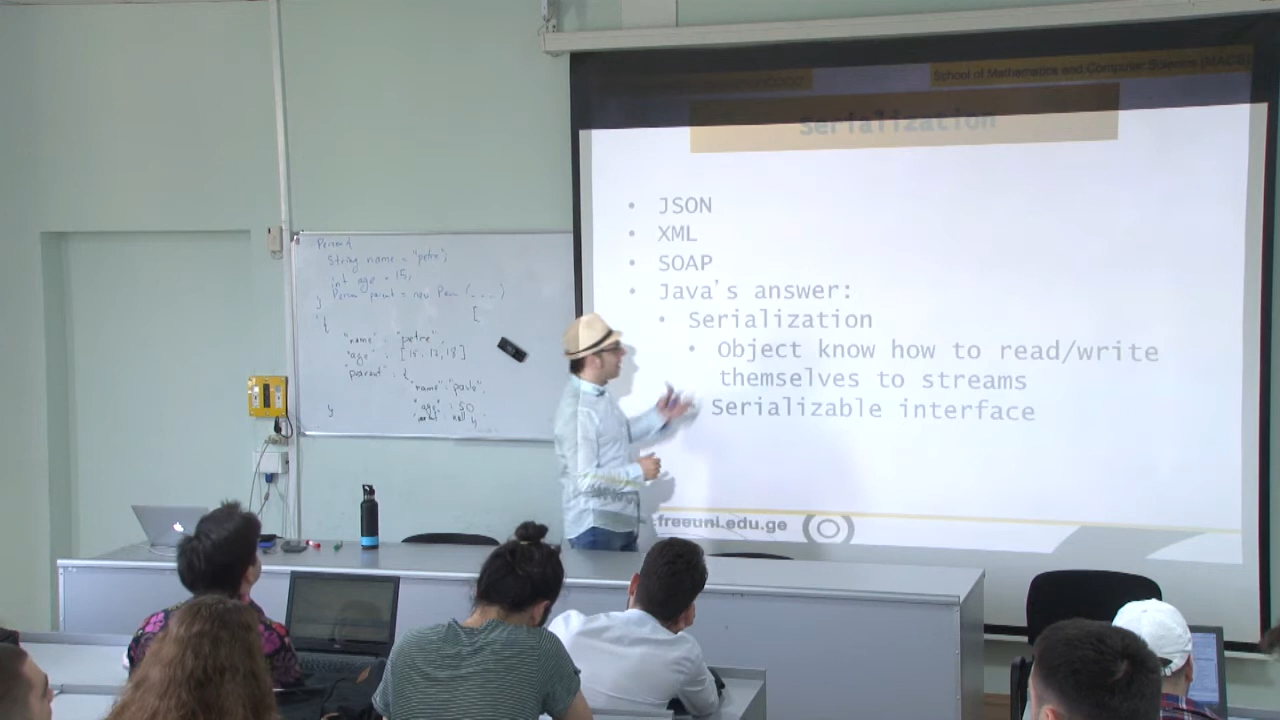 Person {
String name = "petre";
int age = 15;
Person parent = new Person (...)
}
[
{
"name" : "petre",
"age" : [15, 17, 18]
"parent" : {
"name" : "pavle",
"age" : 50
}
School of Mathematics and Computer Science (MACS)
Serialization
• JSON
• XML
• SOAP
• Java's answer:
• Serialization
• Object know how to read/write
themselves to streams
Serializable interface
freeuni.edu.ge